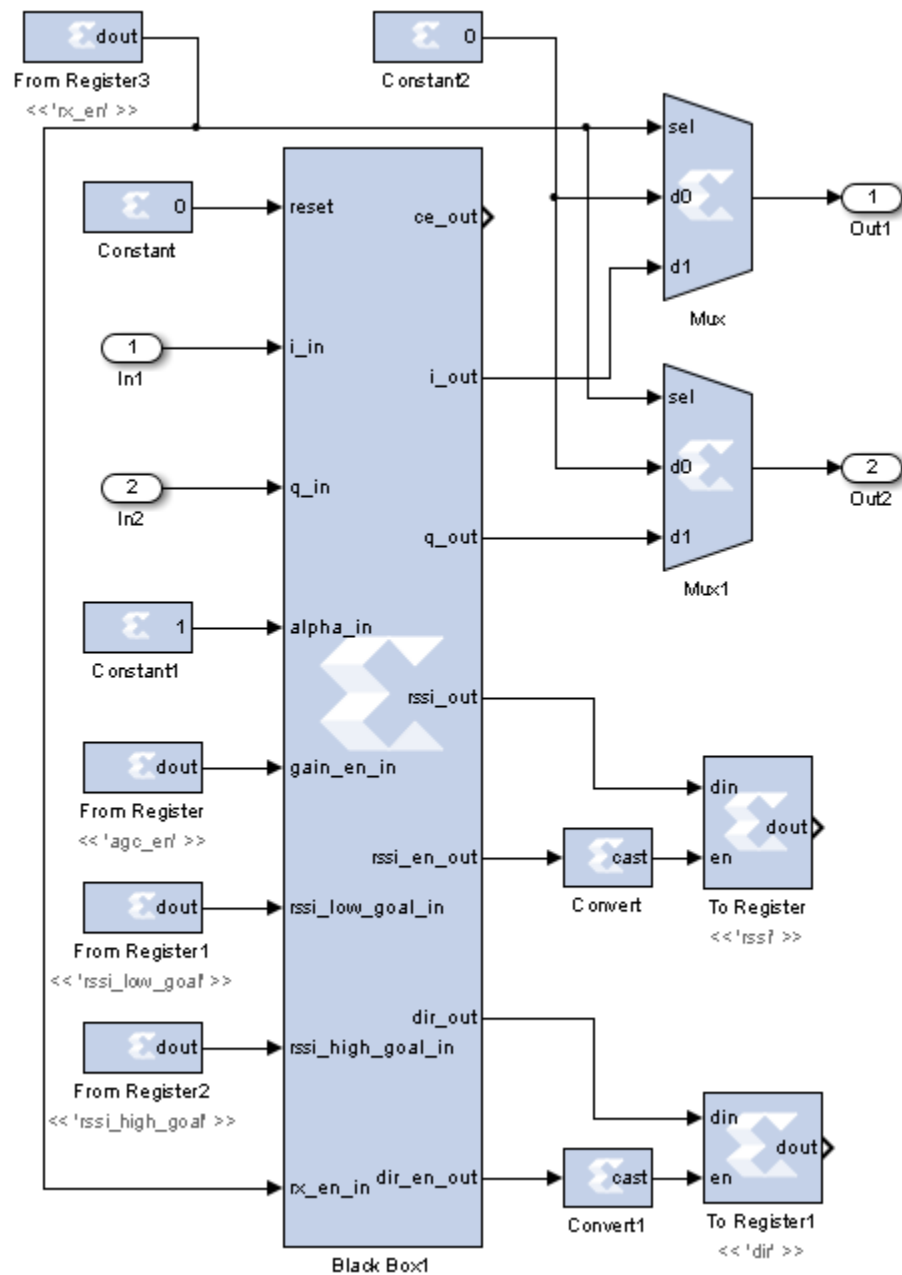 dout
0
From Register3
Constant2
<< 'rx_en' >>
sel
0
reset
ce_out
d0
1
Constant
Out1
d1
Mux
1
i_in
In1
i_out
sel
2
q_in
d0
2
In2
Out2
q_out
d1
Mux1
1
alpha_in
Constant1
rssi_out
dout
gain_en_in
din
From Register
dout
<< 'agc_en' >>
rssi_en_out
cast
en
dout
rssi_low_goal_in
Convert
To Register
From Register1
<< 'rssi' >>
<< 'rssi_low_goal' >>
dir_out
dout
rssi_high_goal_in
From Register2
din
<< 'rssi_high_goal' >>
dout
rx_en_in
dir_en_out
cast
en
Convert1
To Register1
<< 'dir' >>
Black Box1